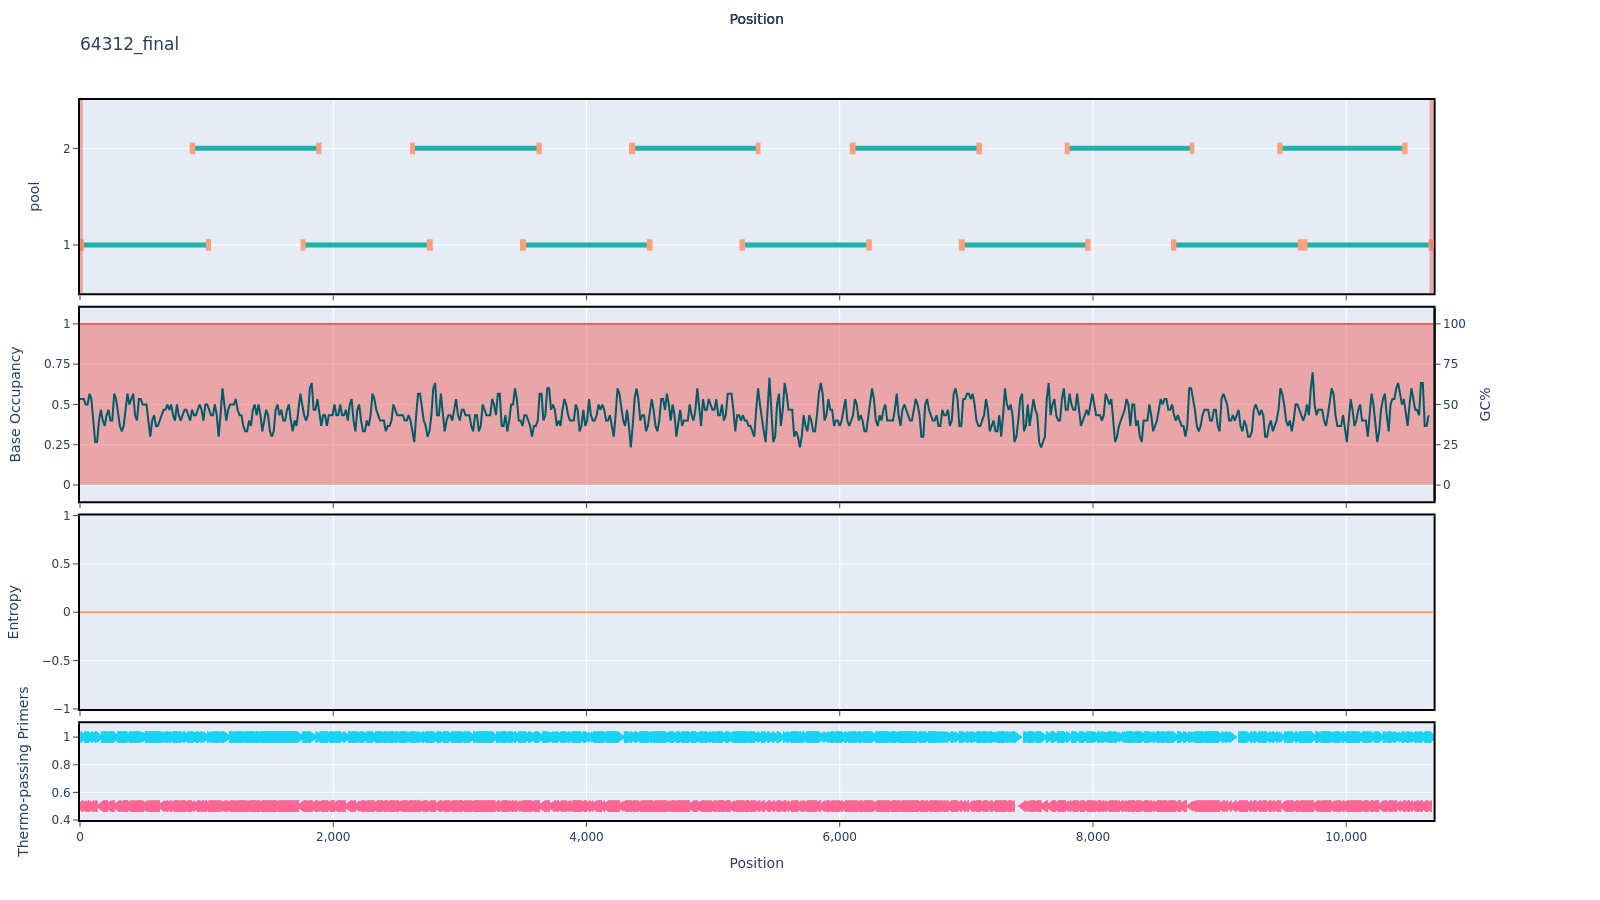 Position
64312_final
2
1
pool
1
0.75
0.5
0.25
0
Base Occupancy
100
75
50
25
0
GC%
1
0.5
0
−0.5
−1
Entropy
1
0.8
0.6
0.4
Thermo-passing Primers
0 2,000 4,000 6,000 8,000 10,000
Position